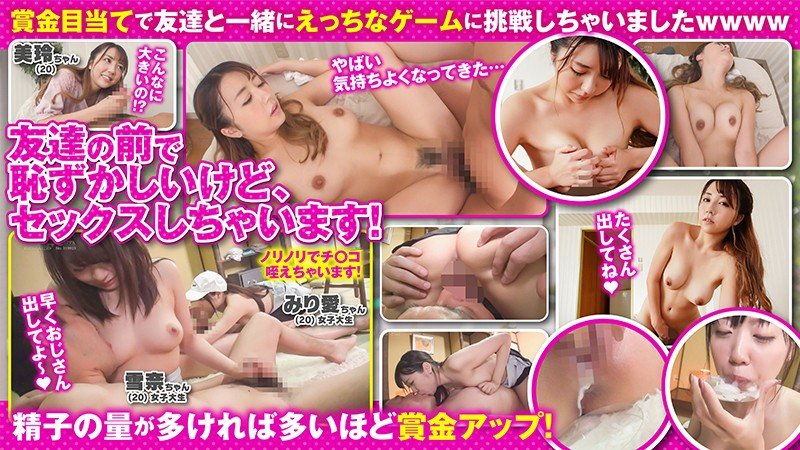 賞金目当てで友達と一緒にえっちなゲームに挑戦しちゃいましたwwww
美玲ちゃん
(20)
こんなに
大きいの!?
やばい
気持ちよくなってきた…
友達の前で
恥ずかしいけど、
セックスしちゃいます!
たくさん
出してね♥
ノリノリでチ〇コ
咥えちゃいます!
みり愛ちゃん
(20)女子大生
早くおじさん
出してよ～♥
雪奈ちゃん
(20)女子大生
精子の量が多ければ多いほど賞金アップ!